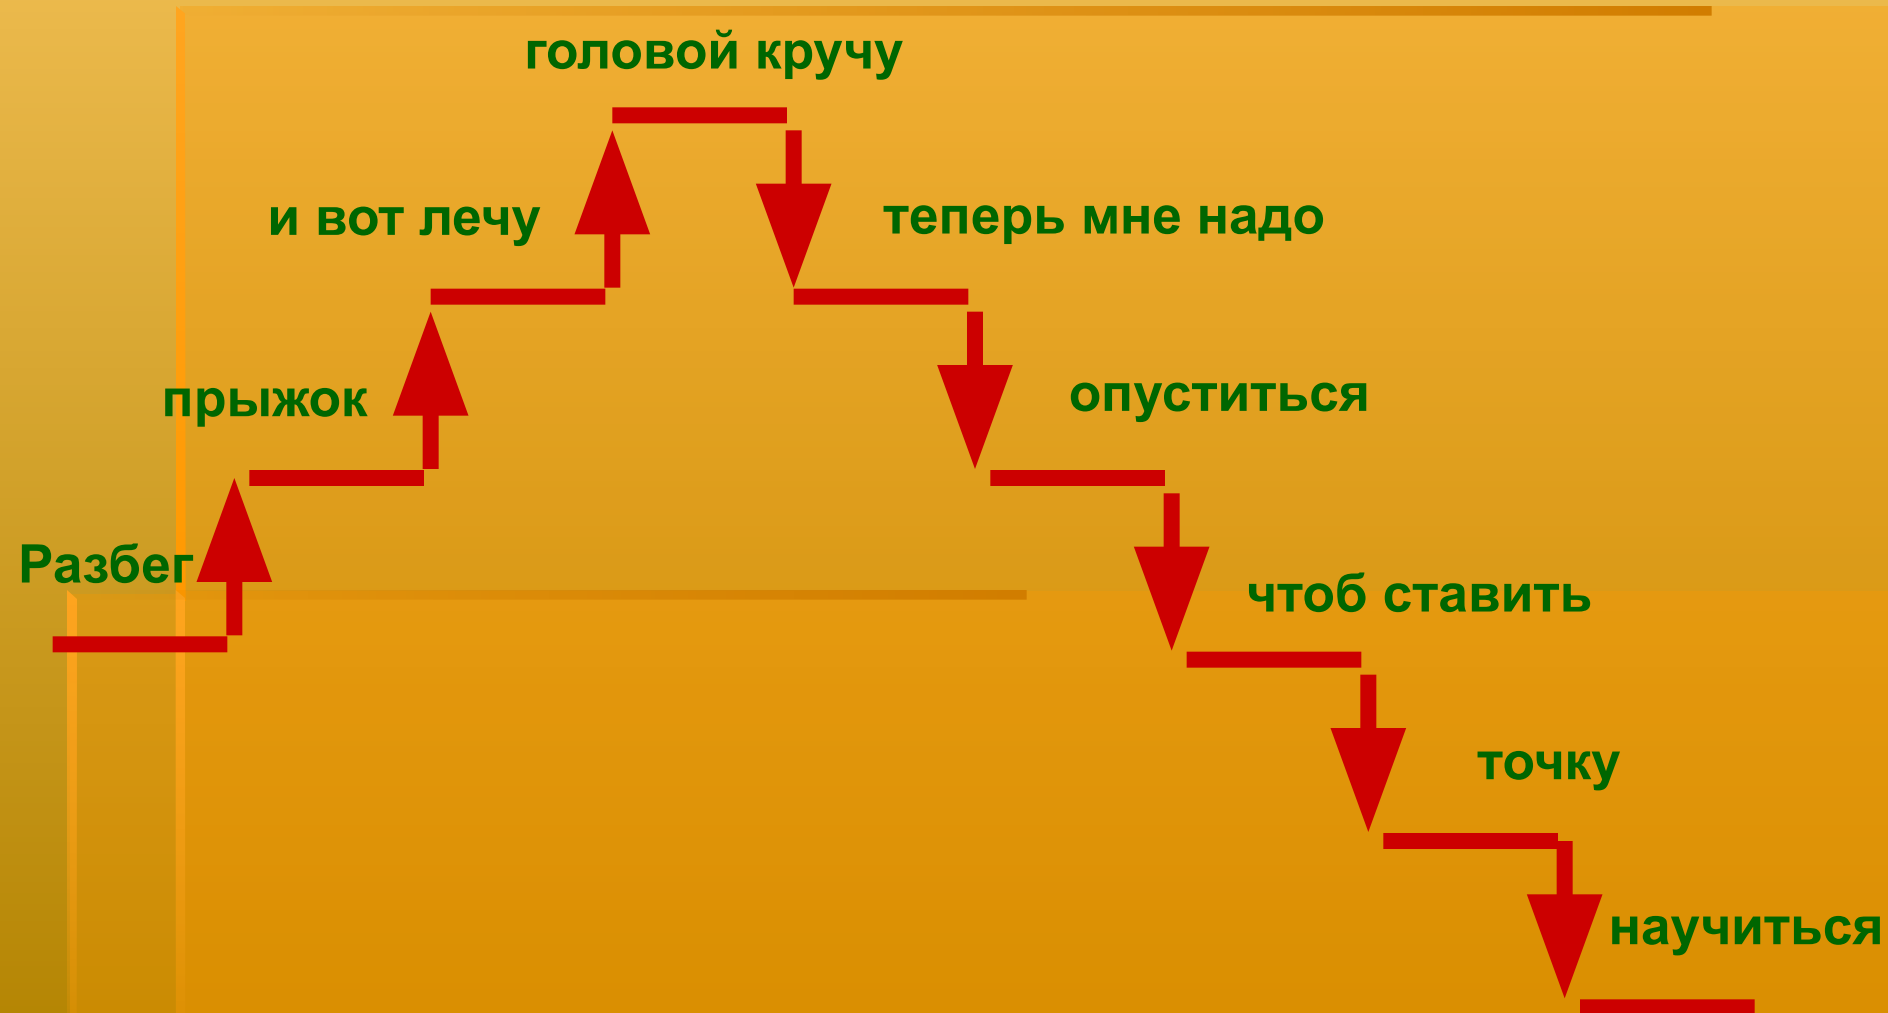 Разбег
прыжок
и вот лечу
головой кручу
теперь мне надо
опуститься
чтоб ставить
точку
научиться